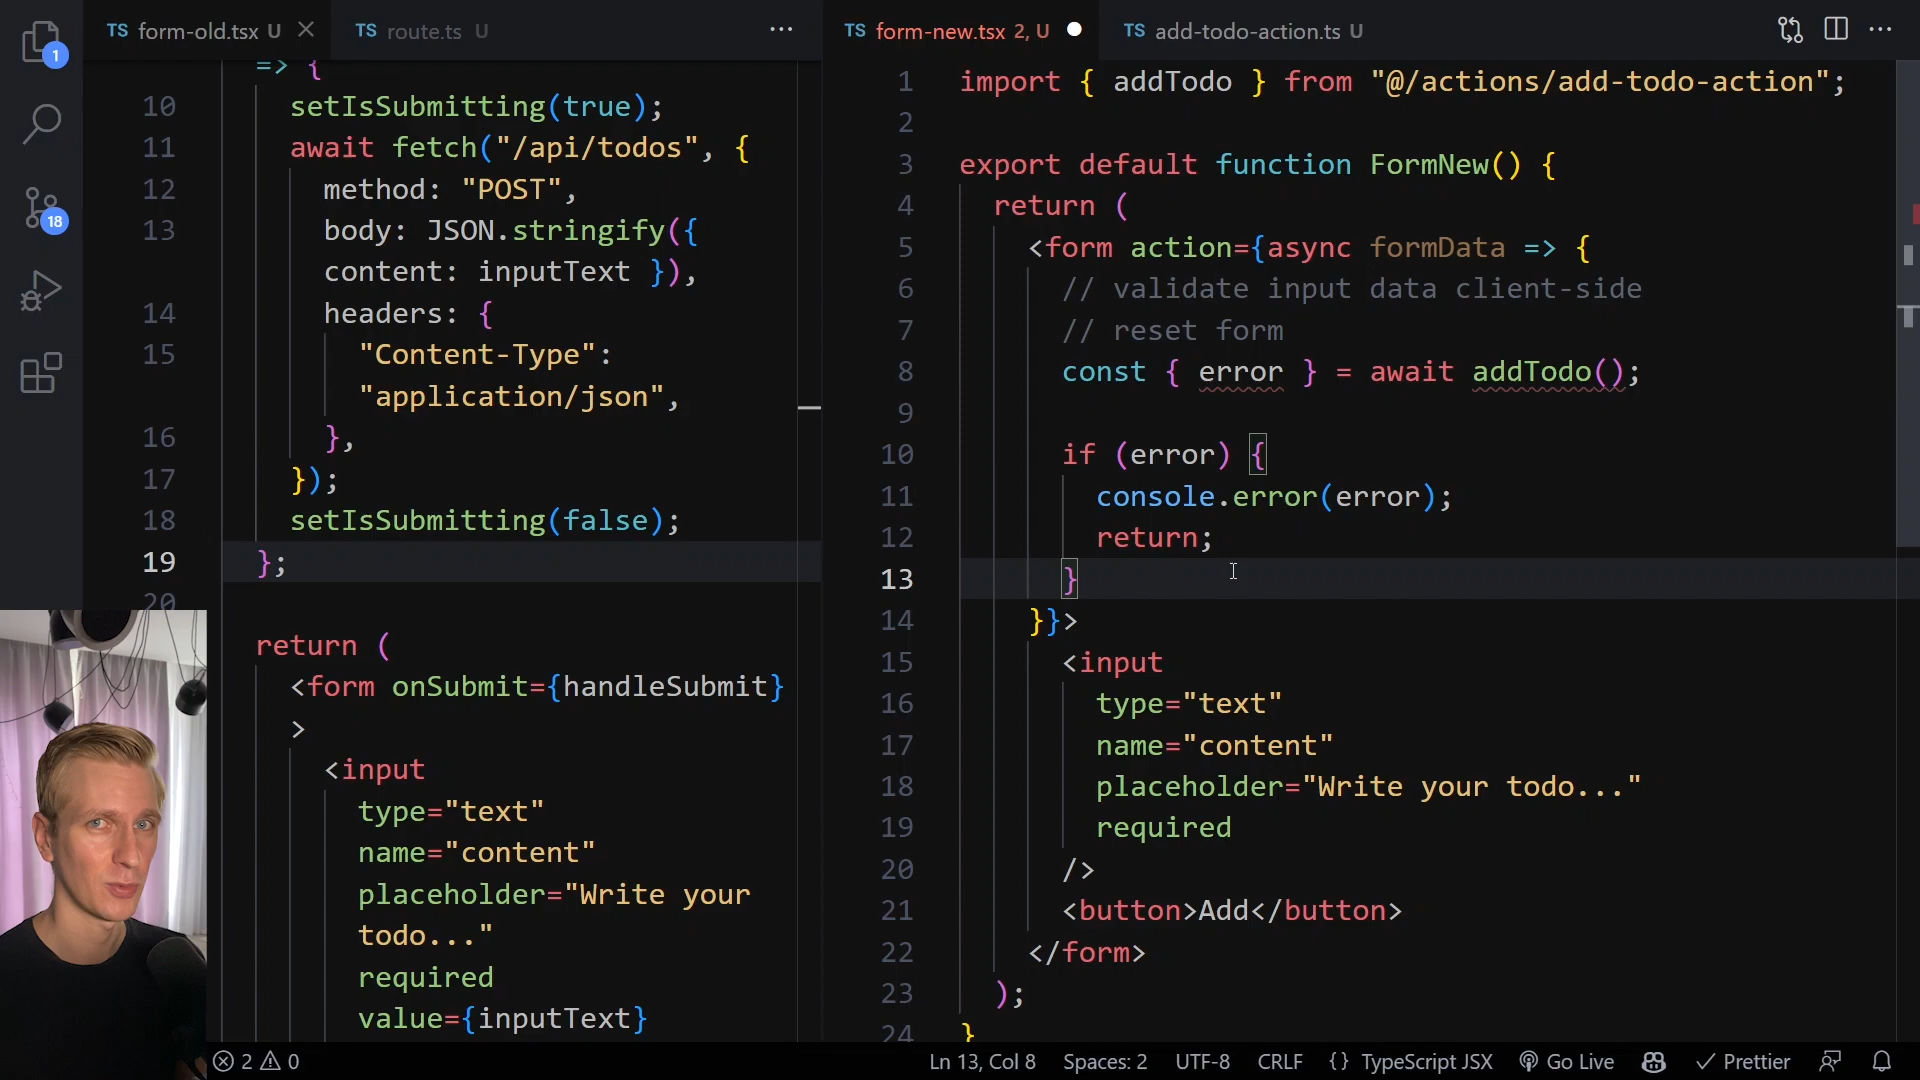 TS form-old.tsx U
TS route.ts U
TS form-new.tsx 2, U
TS add-todo-action.ts U
1
18
=> {
10 setIsSubmitting(true);
11 await fetch("/api/todos", {
12 method: "POST",
13 body: JSON.stringify({
content: inputText }),
14 headers: {
15 "Content-Type":
"application/json",
16 },
17 });
18 setIsSubmitting(false);
19 };
20
return (
<form onSubmit={handleSubmit}
>
<input
type="text"
name="content"
placeholder="Write your
todo..."
required
value={inputText}
1 import { addTodo } from "@/actions/add-todo-action";
2
3 export default function FormNew() {
4 return (
5 <form action={async formData => {
6 // validate input data client-side
7 // reset form
8 const { error } = await addTodo();
9
10 if (error) {
11 console.error(error);
12 return;
13 }
14 }}>
15 <input
16 type="text"
17 name="content"
18 placeholder="Write your todo..."
19 required
20 />
21 <button>Add</button>
22 </form>
23 );
24 }
2 0
Ln 13, Col 8 Spaces: 2 UTF-8 CRLF {} TypeScript JSX Go Live Prettier